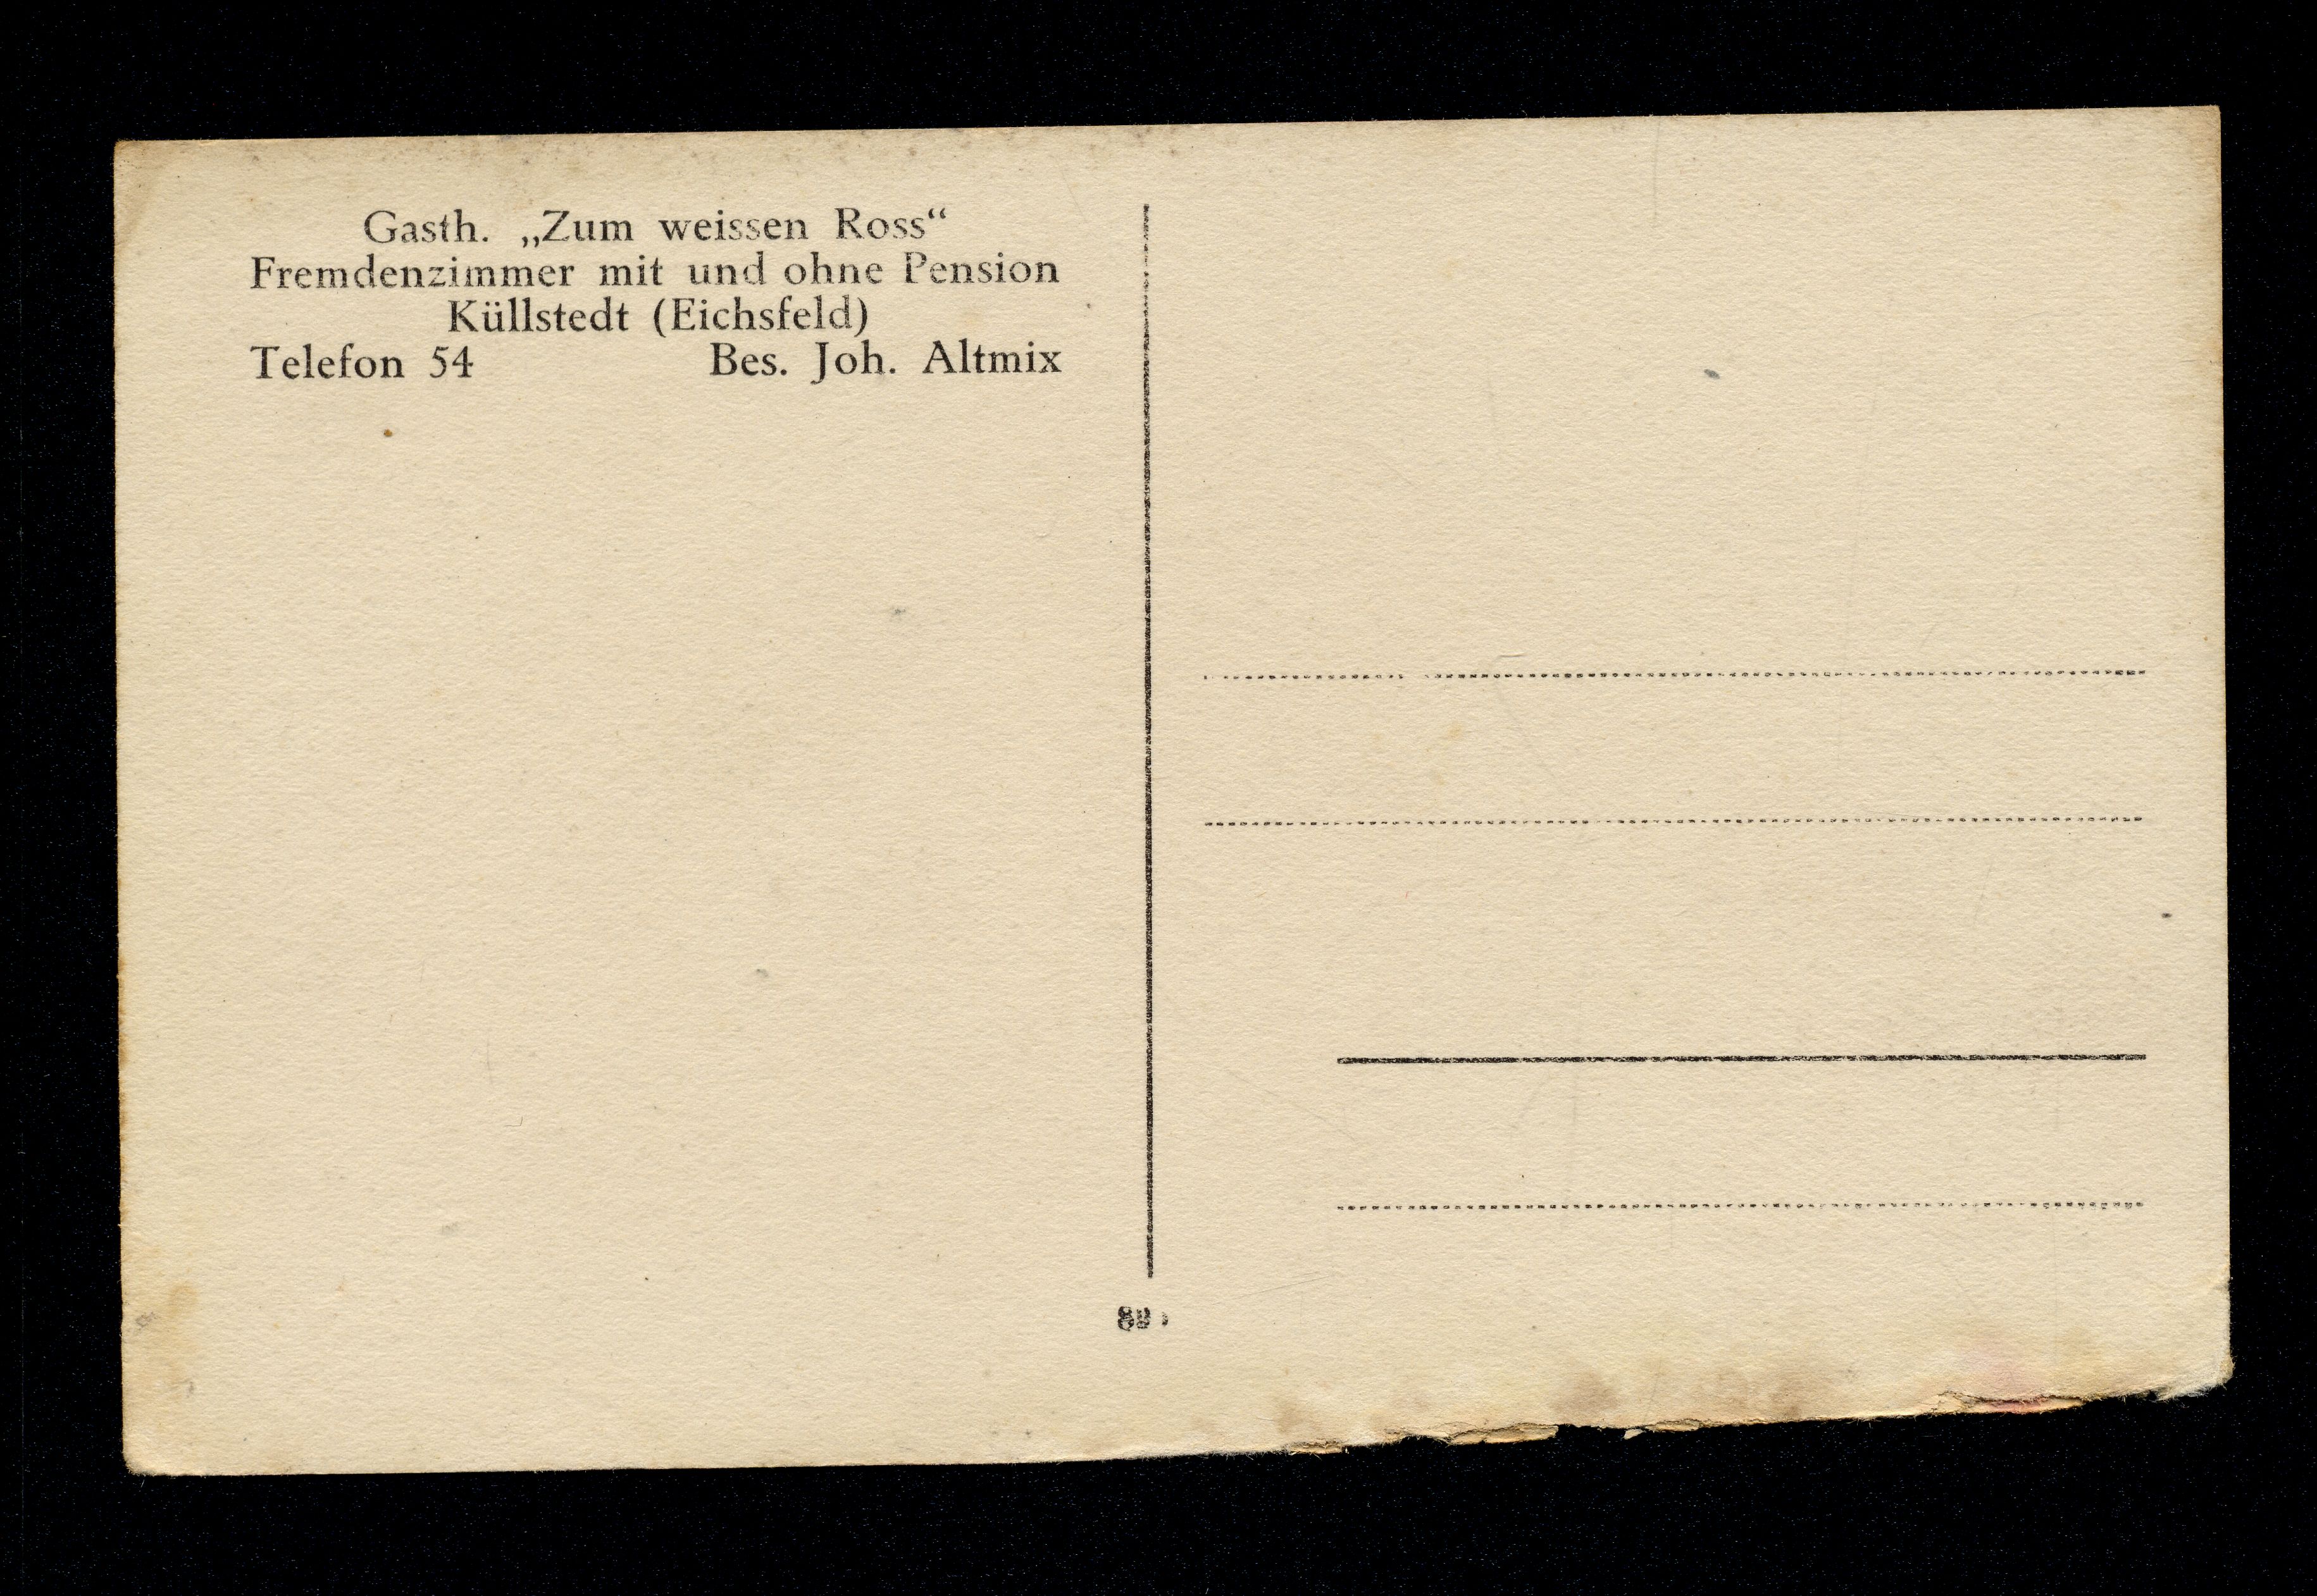 Gasth. „Zum weissen Ross“
Fremdenzimmer mit und ohne Pension
Küllstedt (Eichsfeld)
Telefon 54 Bes. Joh. Altmix